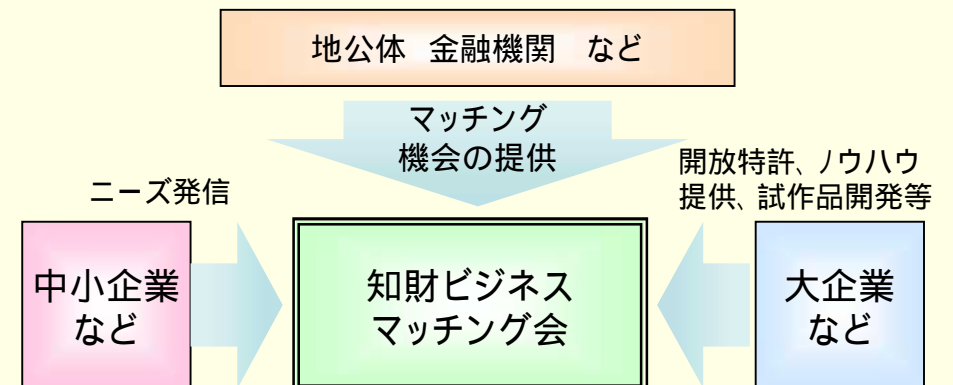 地公体 金融機関 など
マッチング
機会の提供
ニーズ発信
開放特許、ノウハウ
提供、試作品開発等
中小企業
など
知財ビジネス
マッチング会
大企業
など